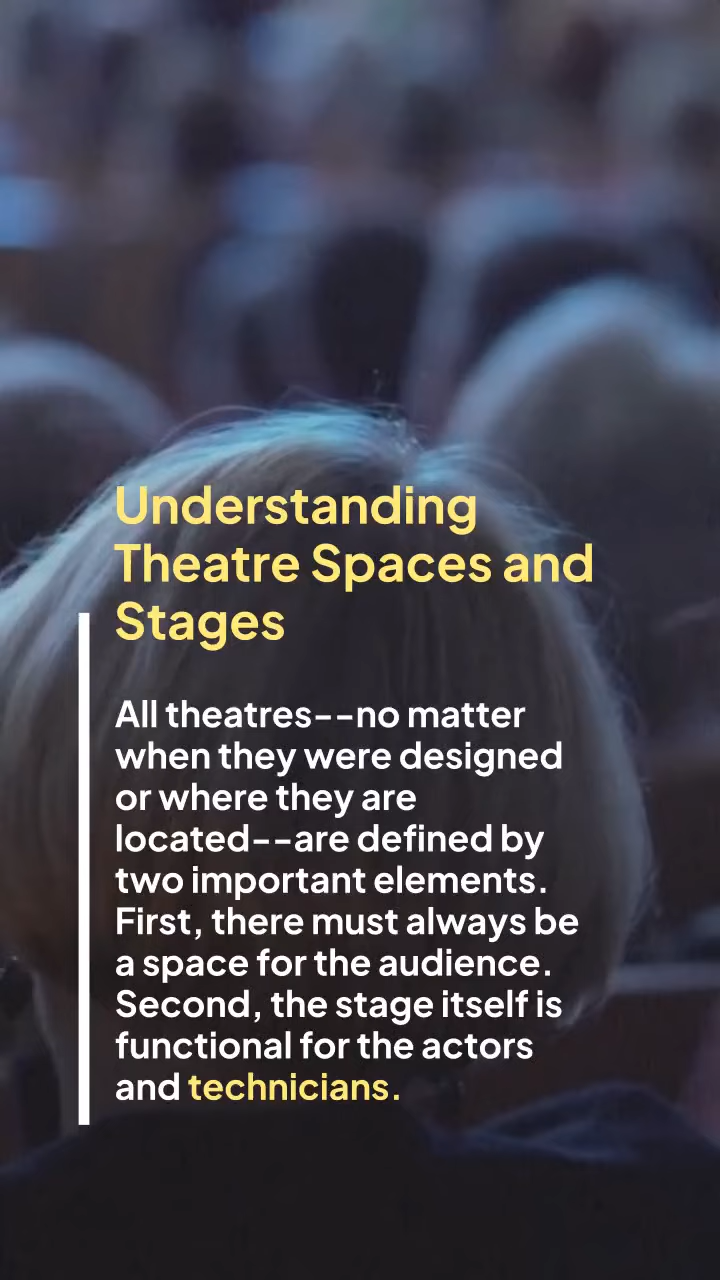 Understanding
Theatre Spaces and
Stages
All theatres--no matter
when they were designed
or where they are
located--are defined by
two important elements.
First, there must always be
a space for the audience.
Second, the stage itself is
functional for the actors
and technicians.